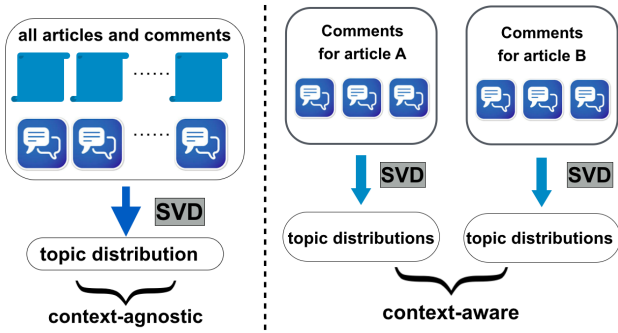 all articles and comments
......
......
SVD
topic distribution
context-agnostic
Comments
for article A
SVD
topic distributions
Comments
for article B
SVD
topic distributions
context-aware